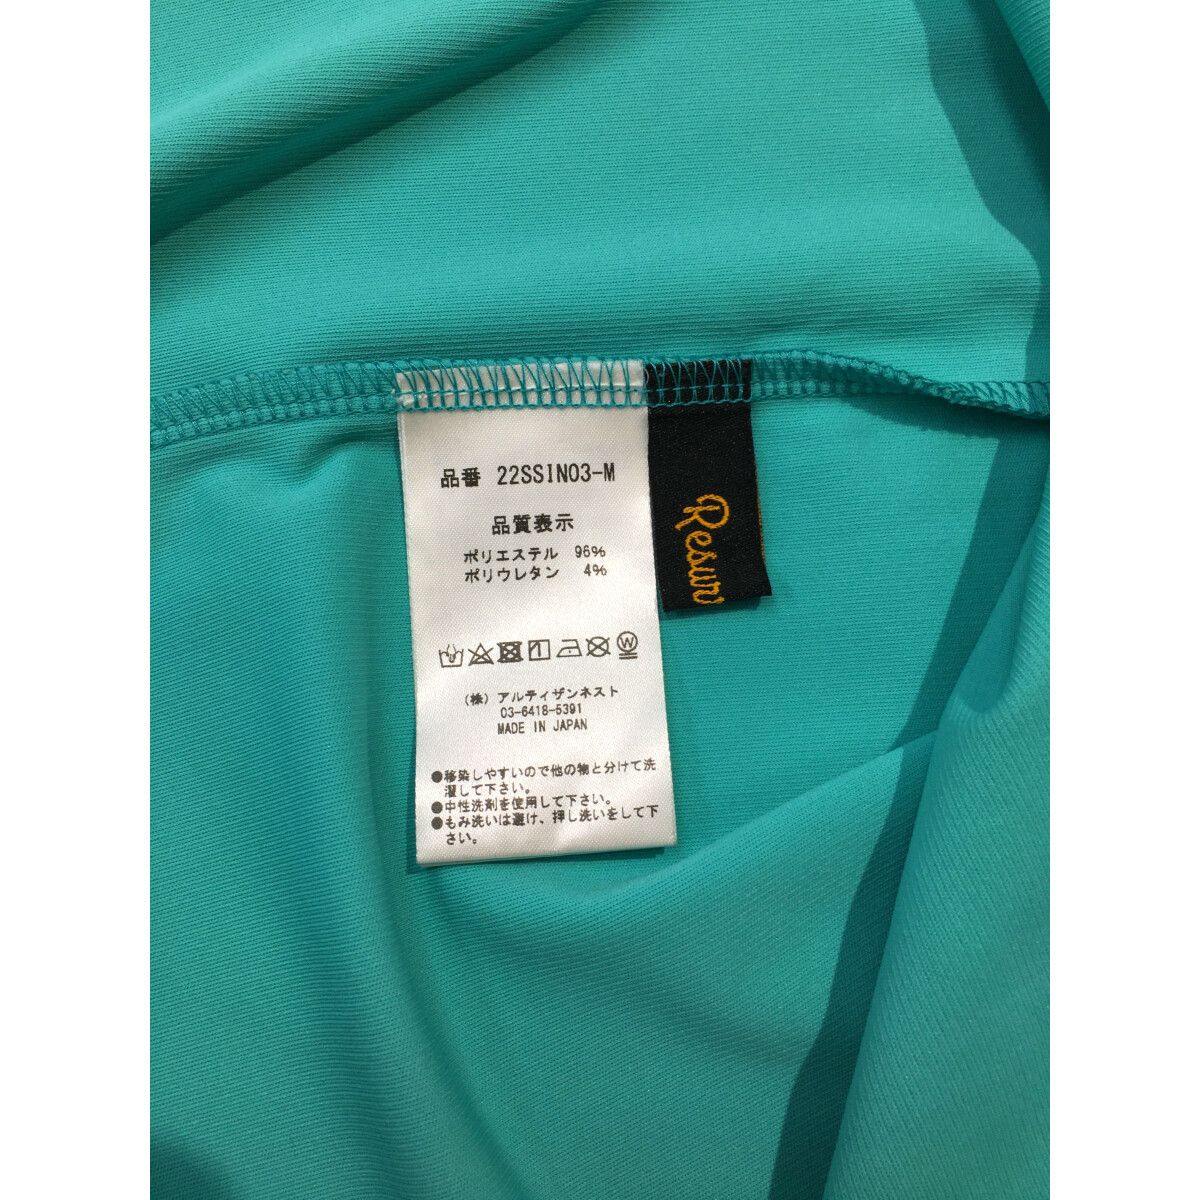 品番 22SSIN03-M
品質表示
ポリエステル 96%
ポリウレタン 4%
(株) アルティザンネスト
03-6418-5391
MADE IN JAPAN
●移染しやすいので他の物と分けて洗
濯して下さい。
●中性洗剤を使用して下さい。
●もみ洗いは避け、押し洗いをして下
さい。
W
Resurr